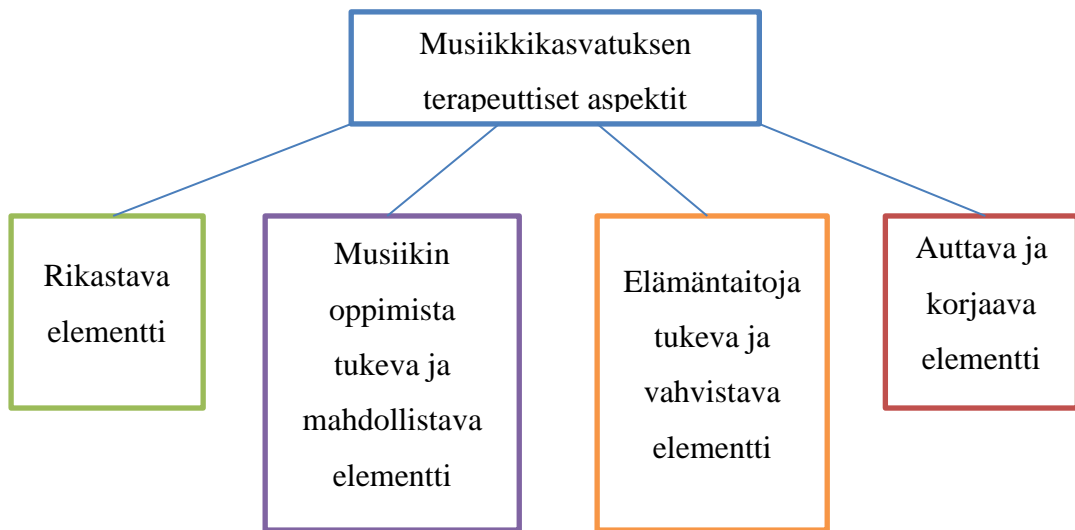 Musiikkikasvatuksen
terapeuttiset aspektit
Rikastava
elementti
Musiikin
oppimista
tukeva ja
mahdollistava
elementti
Elämäntaitoja
tukeva ja
vahvistava
elementti
Auttava ja
korjaava
elementti